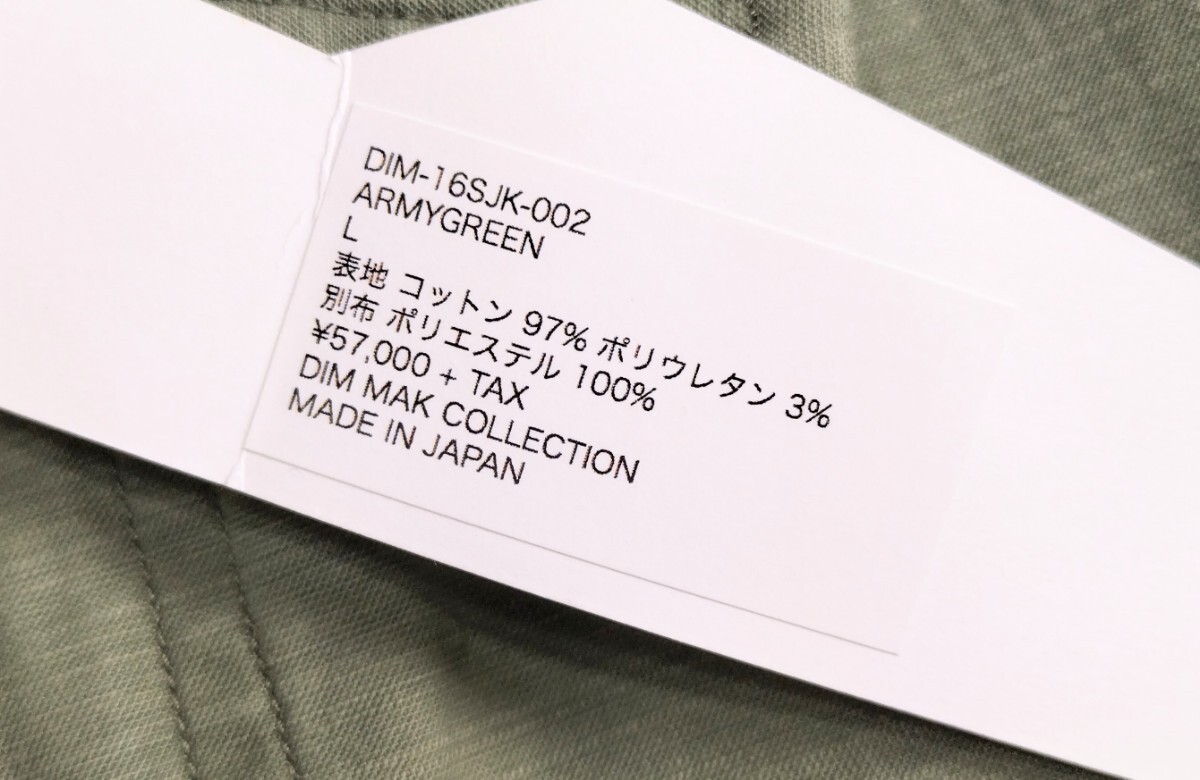 DIM-16SJK-002
ARMYGREEN
L
表地 コットン 97% ポリウレタン 3%
別布 ポリエステル 100%
¥57,000 + TAX
DIM MAK COLLECTION
MADE IN JAPAN